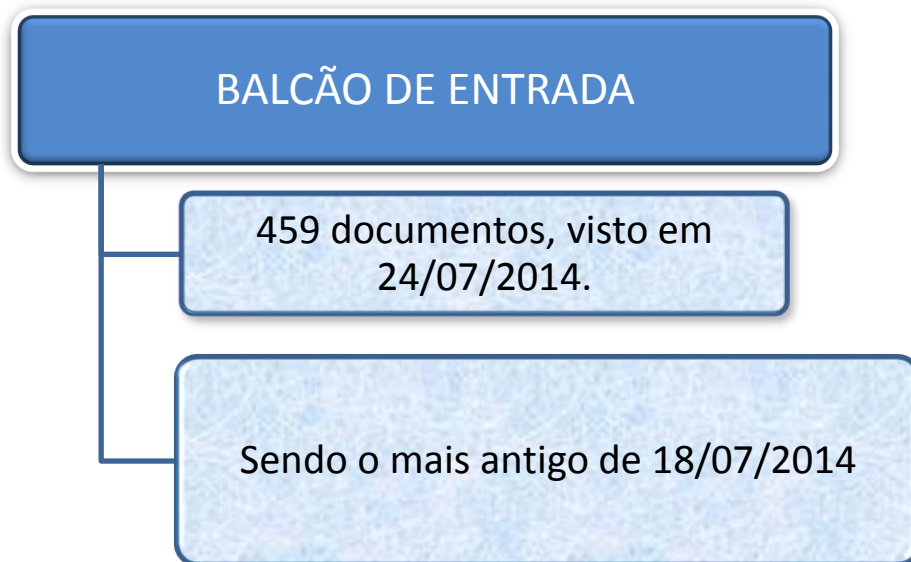 BALCÃO DE ENTRADA
459 documentos, visto em
24/07/2014.
Sendo o mais antigo de 18/07/2014